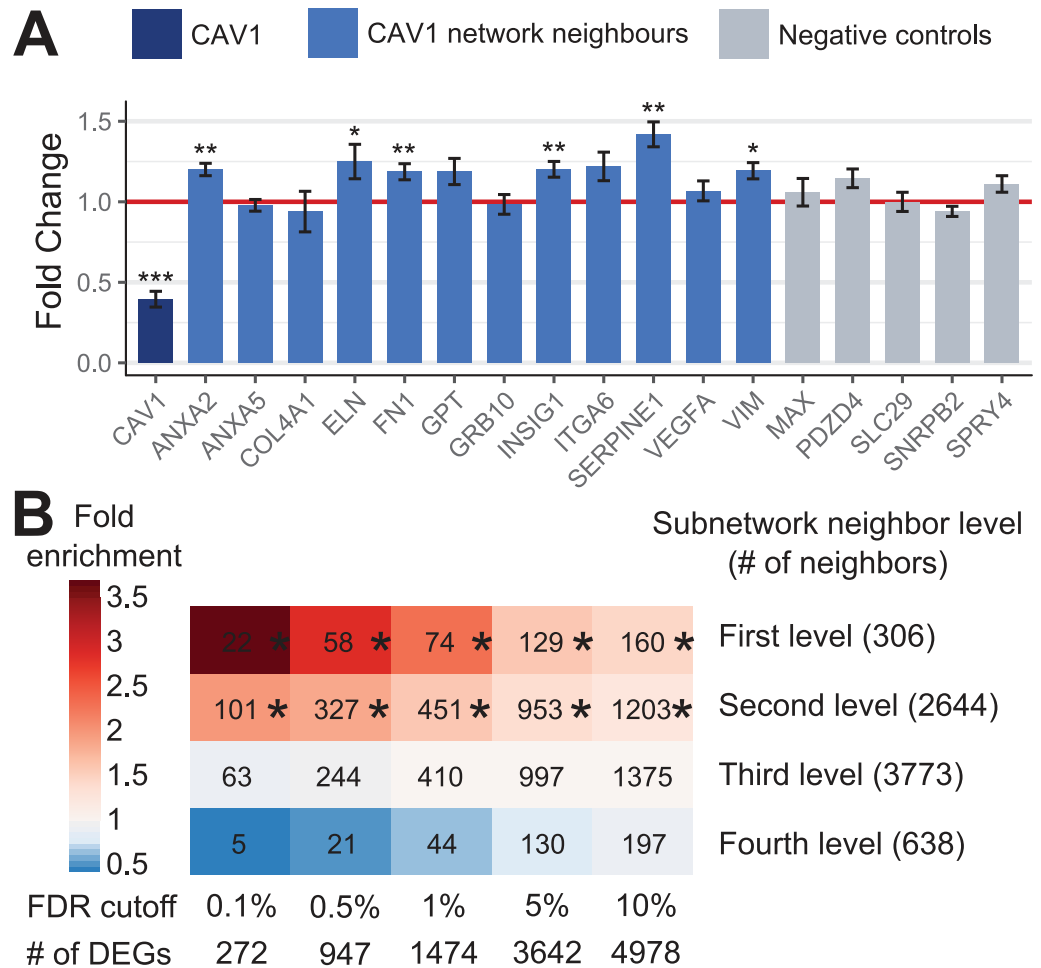 A
CAV1
CAV1 network neighbours
Negative controls
Fold Change
1.5
1.0
0.5
0.0
***
**
*
**
**
**
*
CAV1
ANXA2
ANXA5
COL4A1
ELN
FN1
GPT
GRB10
INSIG1
ITGA6
SERPINE1
VEGFA
VIM
MAX
PDZD4
SLC29
SNRPB2
SPRY4
B
Fold
enrichment
Subnetwork neighbor level
(# of neighbors)
3.5
3
2.5
2
1.5
1
0.5
22 * 58 * 74 * 129 * 160 * First level (306)
101 * 327 * 451 * 953 * 1203 * Second level (2644)
63 244 410 997 1375 Third level (3773)
5 21 44 130 197 Fourth level (638)
FDR cutoff 0.1% 0.5% 1% 5% 10%
# of DEGs 272 947 1474 3642 4978